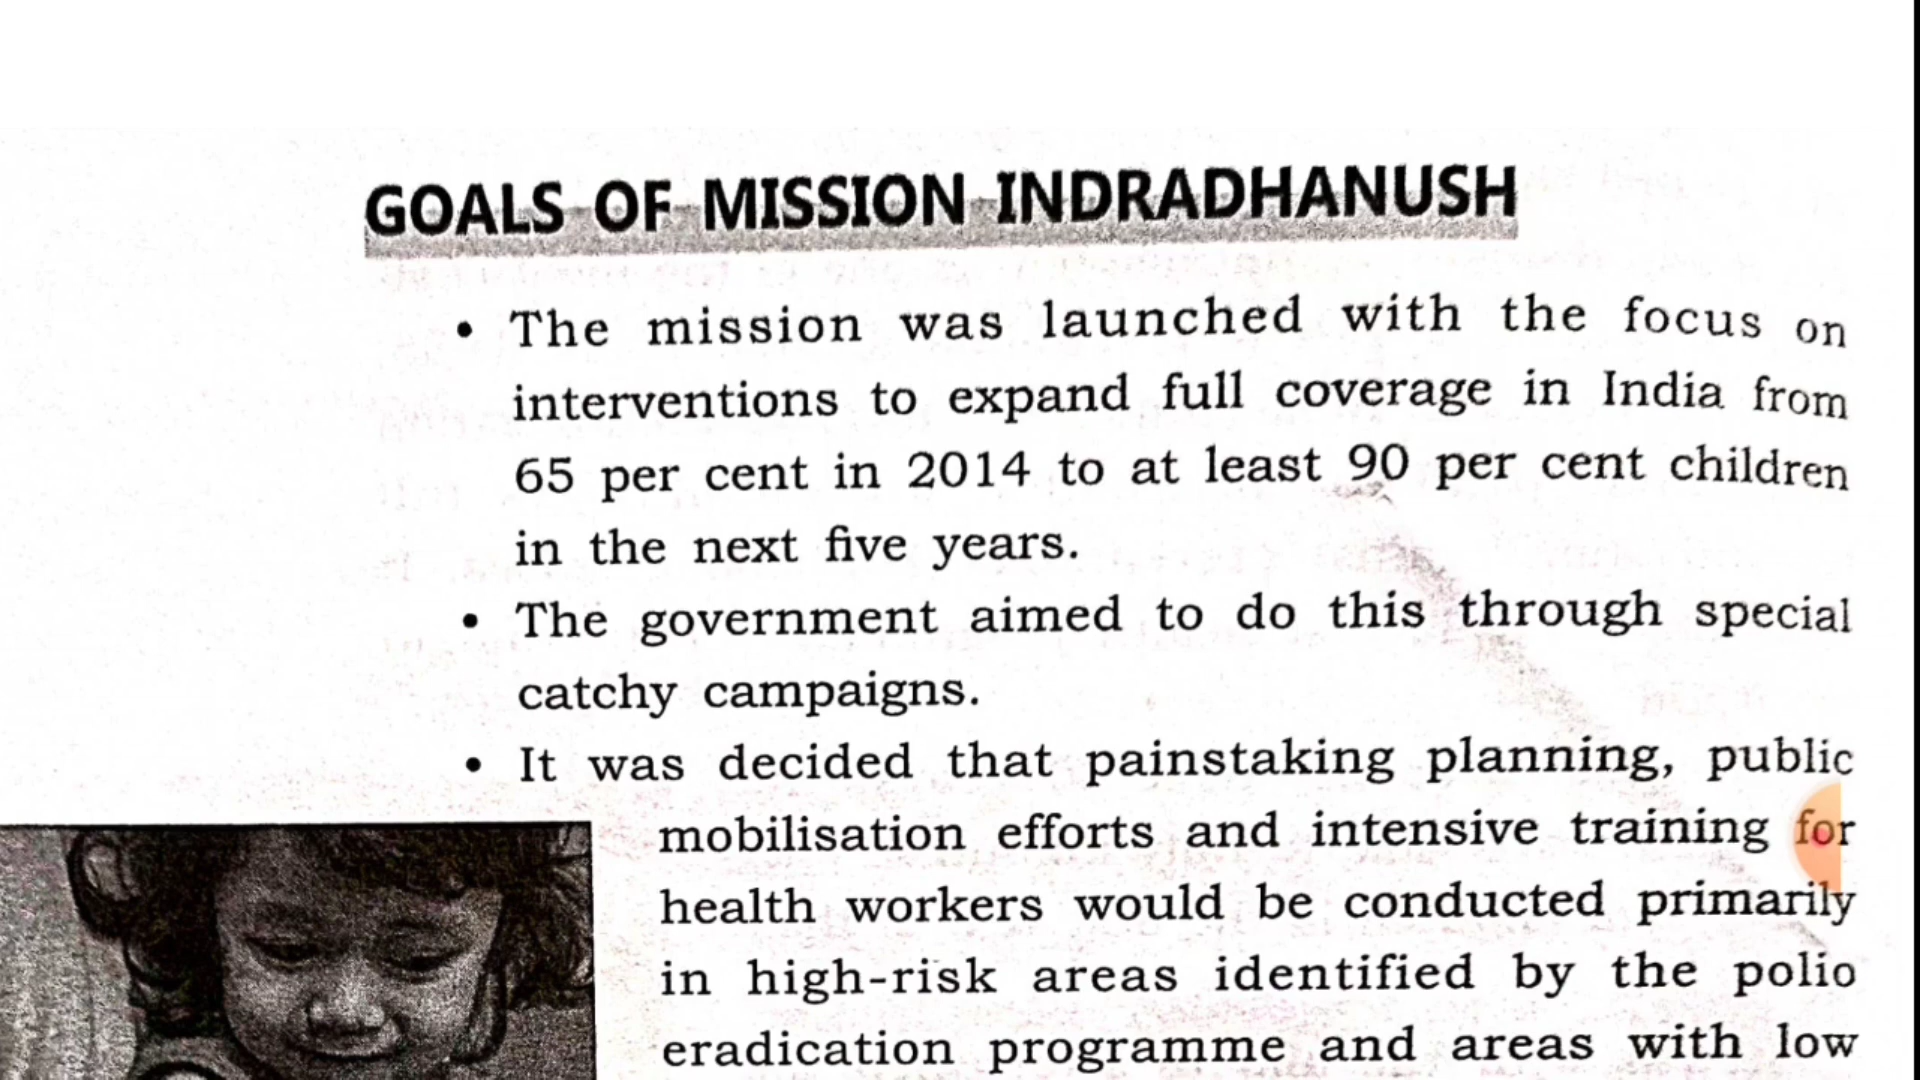 GOALS OF MISSION INDRADHANUSH
• The mission was launched with the focus on
interventions to expand full coverage in India from
65 per cent in 2014 to at least 90 per cent children
in the next five years.
• The government aimed to do this through special
catchy campaigns.
• It was decided that painstaking planning, public
mobilisation efforts and intensive training for
health workers would be conducted primarily
in high-risk areas identified by the polio
eradication programme and areas with low